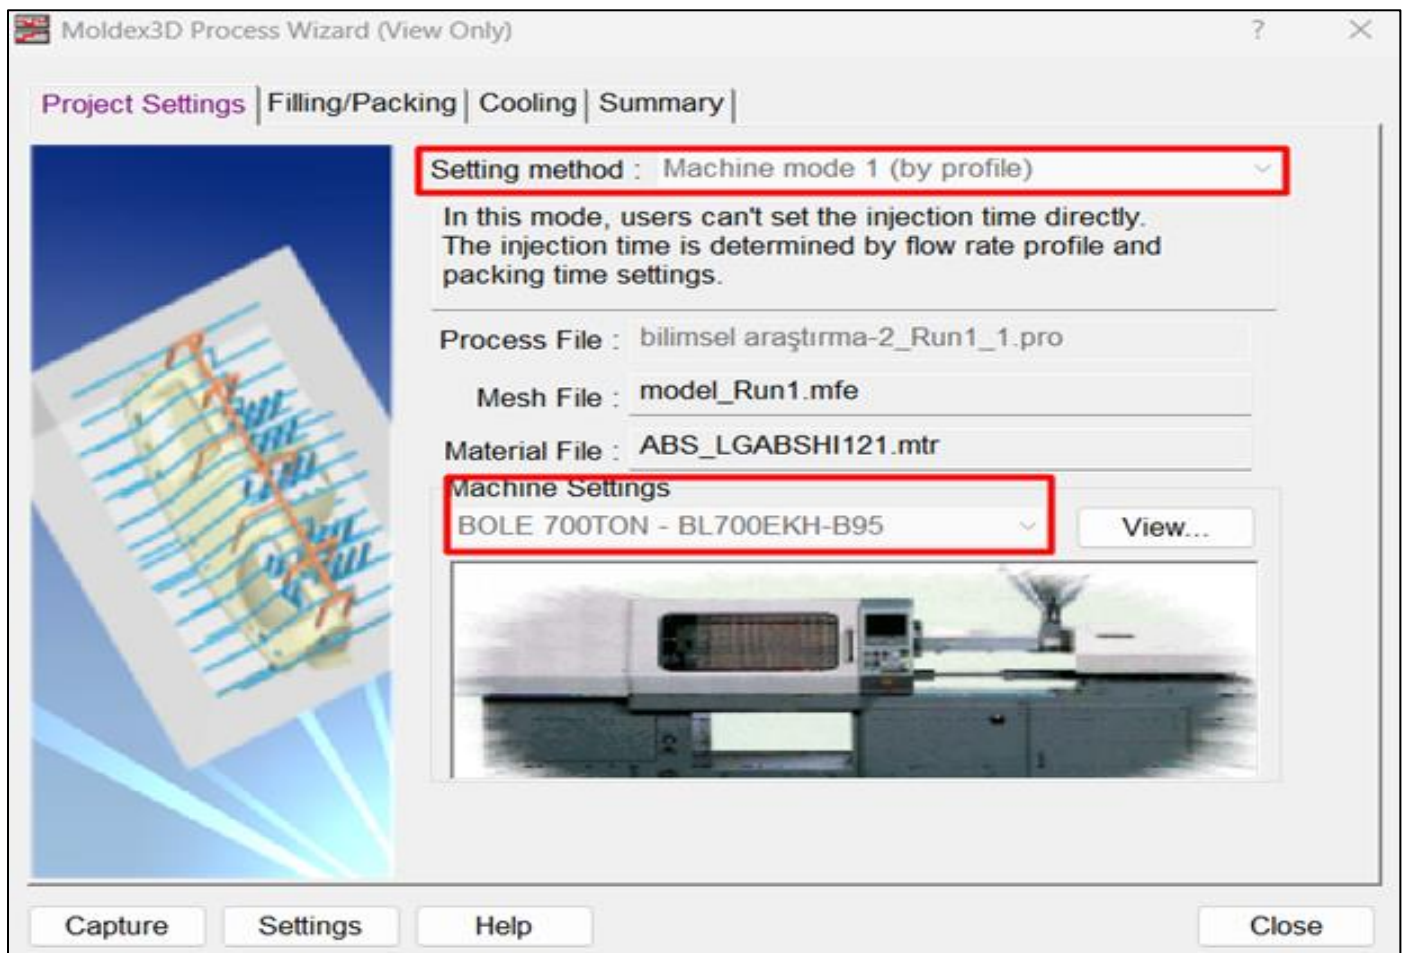 Moldex3D Process Wizard (View Only)
?
Project Settings Filling/Packing Cooling Summary
Setting method : Machine mode 1 (by profile)
In this mode, users can't set the injection time directly.
The injection time is determined by flow rate profile and
packing time settings.
Process File : bilimsel araştırma-2_Run1_1.pro
Mesh File : model_Run1.mfe
Material File : ABS_LGABSHI121.mtr
Machine Settings
BOLE 700TON - BL700EKH-B95
View...
Capture Settings Help Close